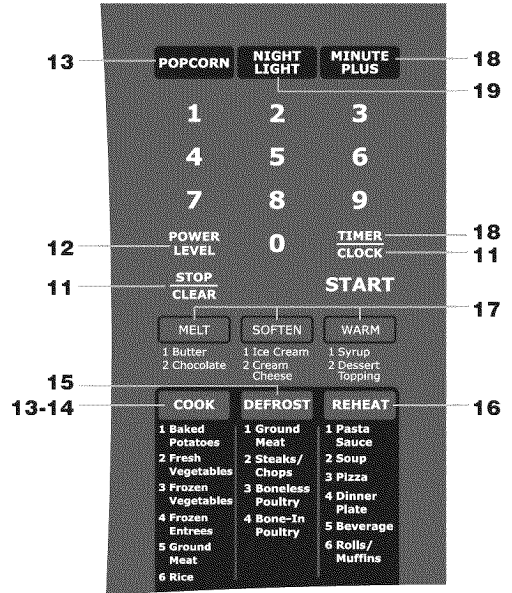 13 POPCORN NIGHT LIGHT MINUTE PLUS 18
19
1 2 3
4 5 6
7 8 9
12 POWER LEVEL 0 TIMER 18
CLOCK 11
11 STOP
CLEAR START
17
MELT SOFTEN WARM
1 Butter
2 Chocolate
1 Ice Cream
2 Cream
Cheese
1 Syrup
2 Dessert
Topping
15
13-14 COOK DEFROST REHEAT 16
1 Baked
Potatoes
2 Fresh
Vegetables
3 Frozen
Vegetables
4 Frozen
Entrees
5 Ground
Meat
6 Rice
1 Ground
Meat
2 Steaks/
Chops
3 Boneless
Poultry
4 Bone-In
Poultry
1 Pasta
Sauce
2 Soup
3 Pizza
4 Dinner
Plate
5 Beverage
6 Rolls/
Muffins